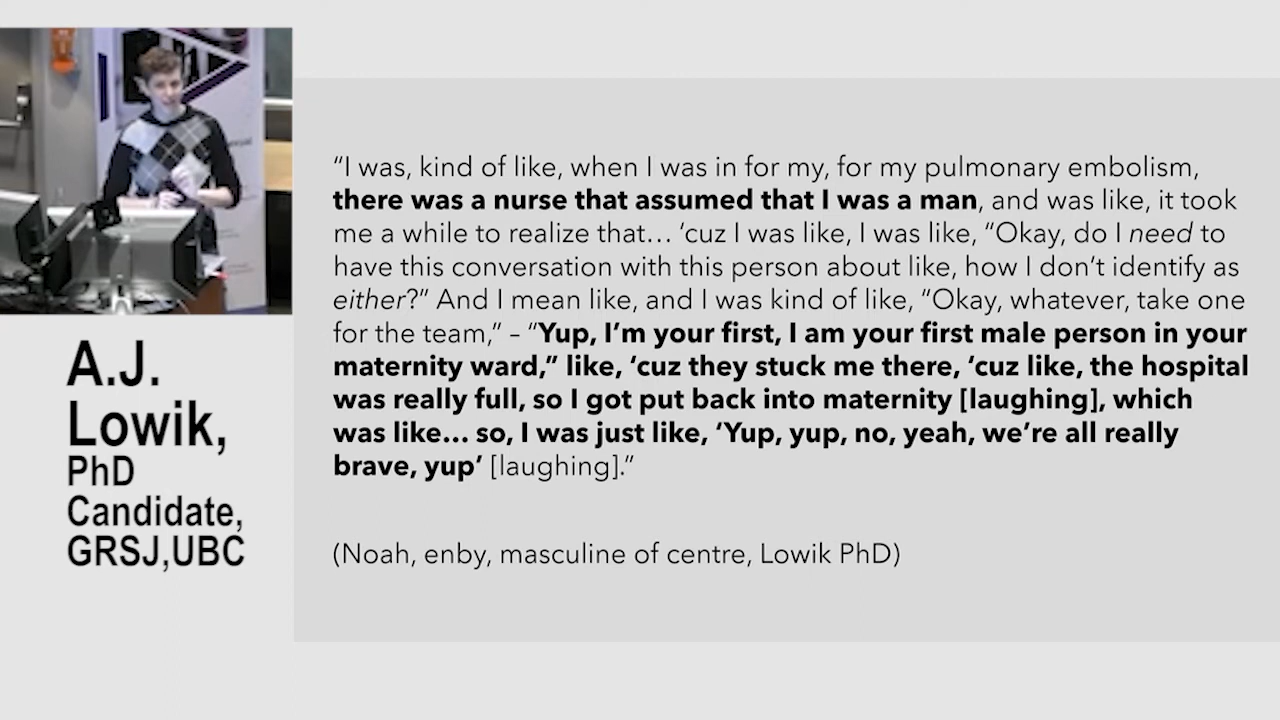 A.J.
Lowik,
PhD
Candidate,
GRSJ,UBC
“I was, kind of like, when I was in for my, for my pulmonary embolism,
there was a nurse that assumed that I was a man, and was like, it took
me a while to realize that… ‘cuz I was like, I was like, “Okay, do I need to
have this conversation with this person about like, how I don’t identify as
either?” And I mean like, and I was kind of like, “Okay, whatever, take one
for the team,” – “Yup, I’m your first, I am your first male person in your
maternity ward,” like, ‘cuz they stuck me there, ‘cuz like, the hospital
was really full, so I got put back into maternity [laughing], which
was like… so, I was just like, ‘Yup, yup, no, yeah, we’re all really
brave, yup’ [laughing].”
(Noah, enby, masculine of centre, Lowik PhD)